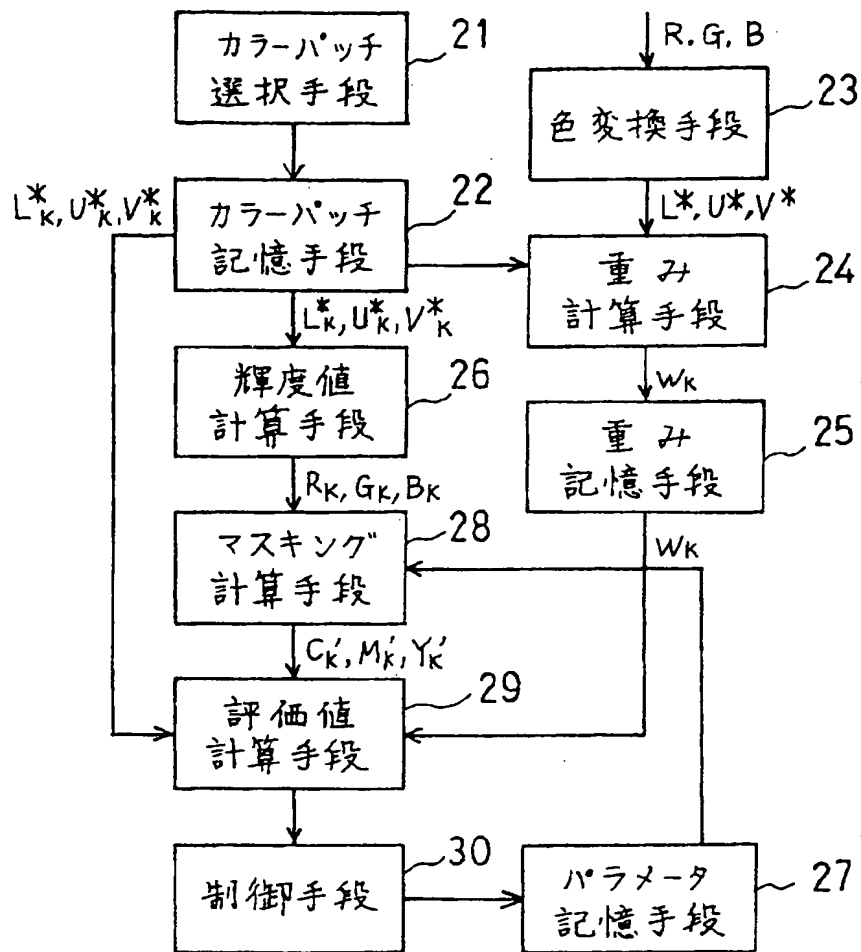 カラーパッチ
選択手段
21
R.G.B
色変換手段
23
L*K,U*K,V*K
カラーパッチ
記憶手段
22
L*,U*,V*
重み
計算手段
24
L*K,U*K,V*K
WK
輝度値
計算手段
26
重み
記憶手段
25
RK,GK,BK
WK
マスキング
計算手段
28
C'K,M'K,Y'K
評価値
計算手段
29
制御手段
30
パラメータ
記憶手段
27